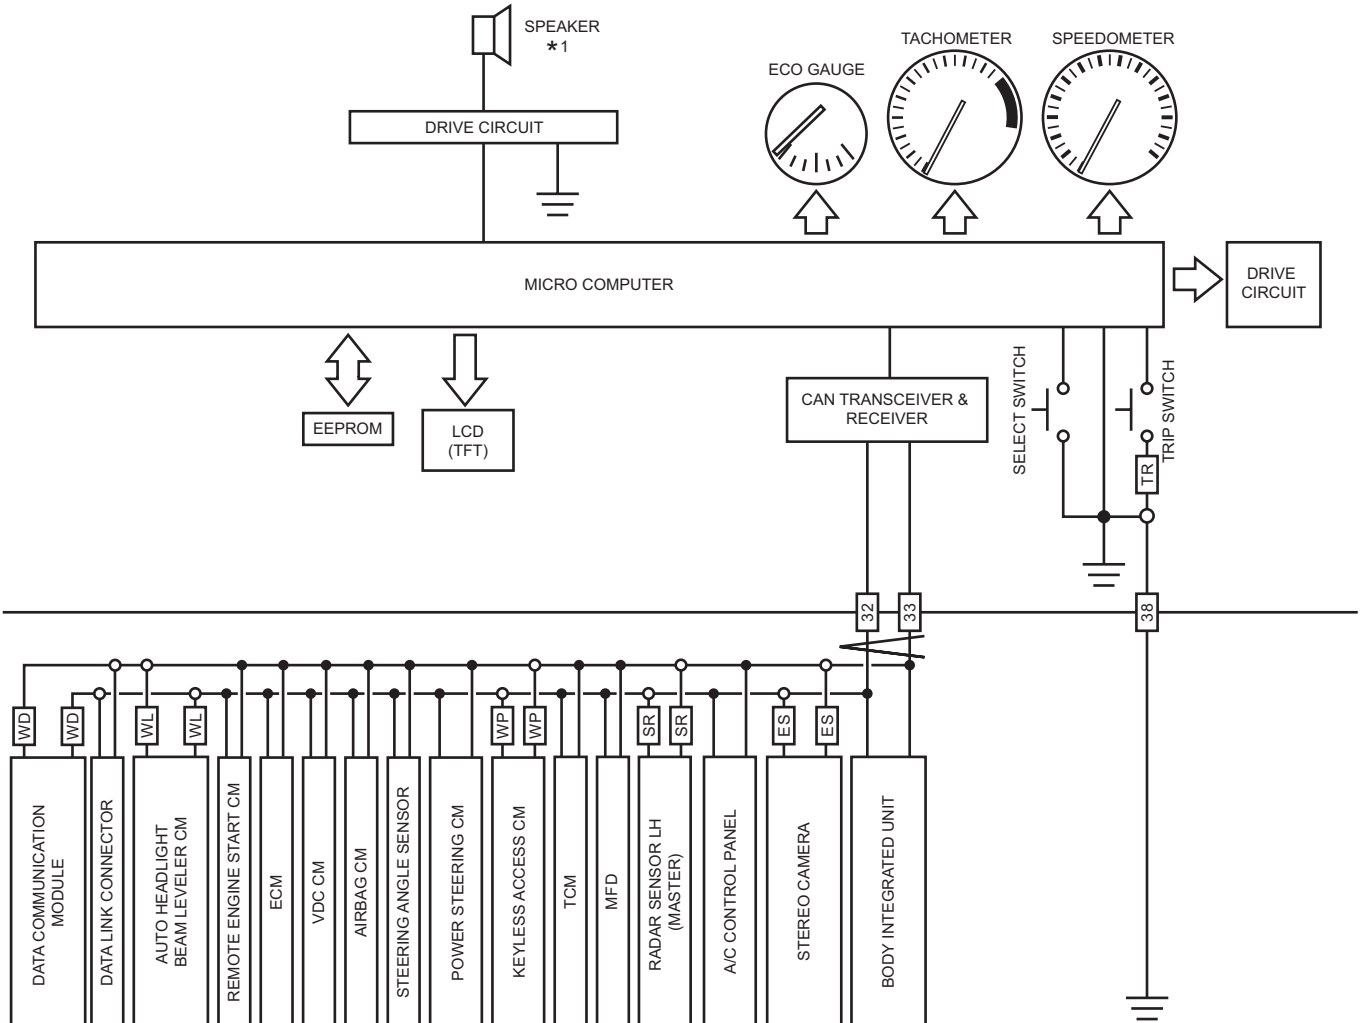 SPEAKER
*1
TACHOMETER
SPEEDOMETER
ECO GAUGE
DRIVE CIRCUIT
MICRO COMPUTER
DRIVE
CIRCUIT
SELECT SWITCH
TRIP SWITCH
CAN TRANSCEIVER &
RECEIVER
EEPROM
LCD
(TFT)
TR
32
33
38
WD
WD
WL
WL
WP
WP
SR
SR
ES
ES
DATA COMMUNICATION
MODULE
DATA LINK CONNECTOR
AUTO HEADLIGHT
BEAM LEVELER CM
REMOTE ENGINE START CM
ECM
VDC CM
AIRBAG CM
STEERING ANGLE SENSOR
POWER STEERING CM
KEYLESS ACCESS CM
TCM
MFD
RADAR SENSOR LH
(MASTER)
A/C CONTROL PANEL
STEREO CAMERA
BODY INTEGRATED UNIT